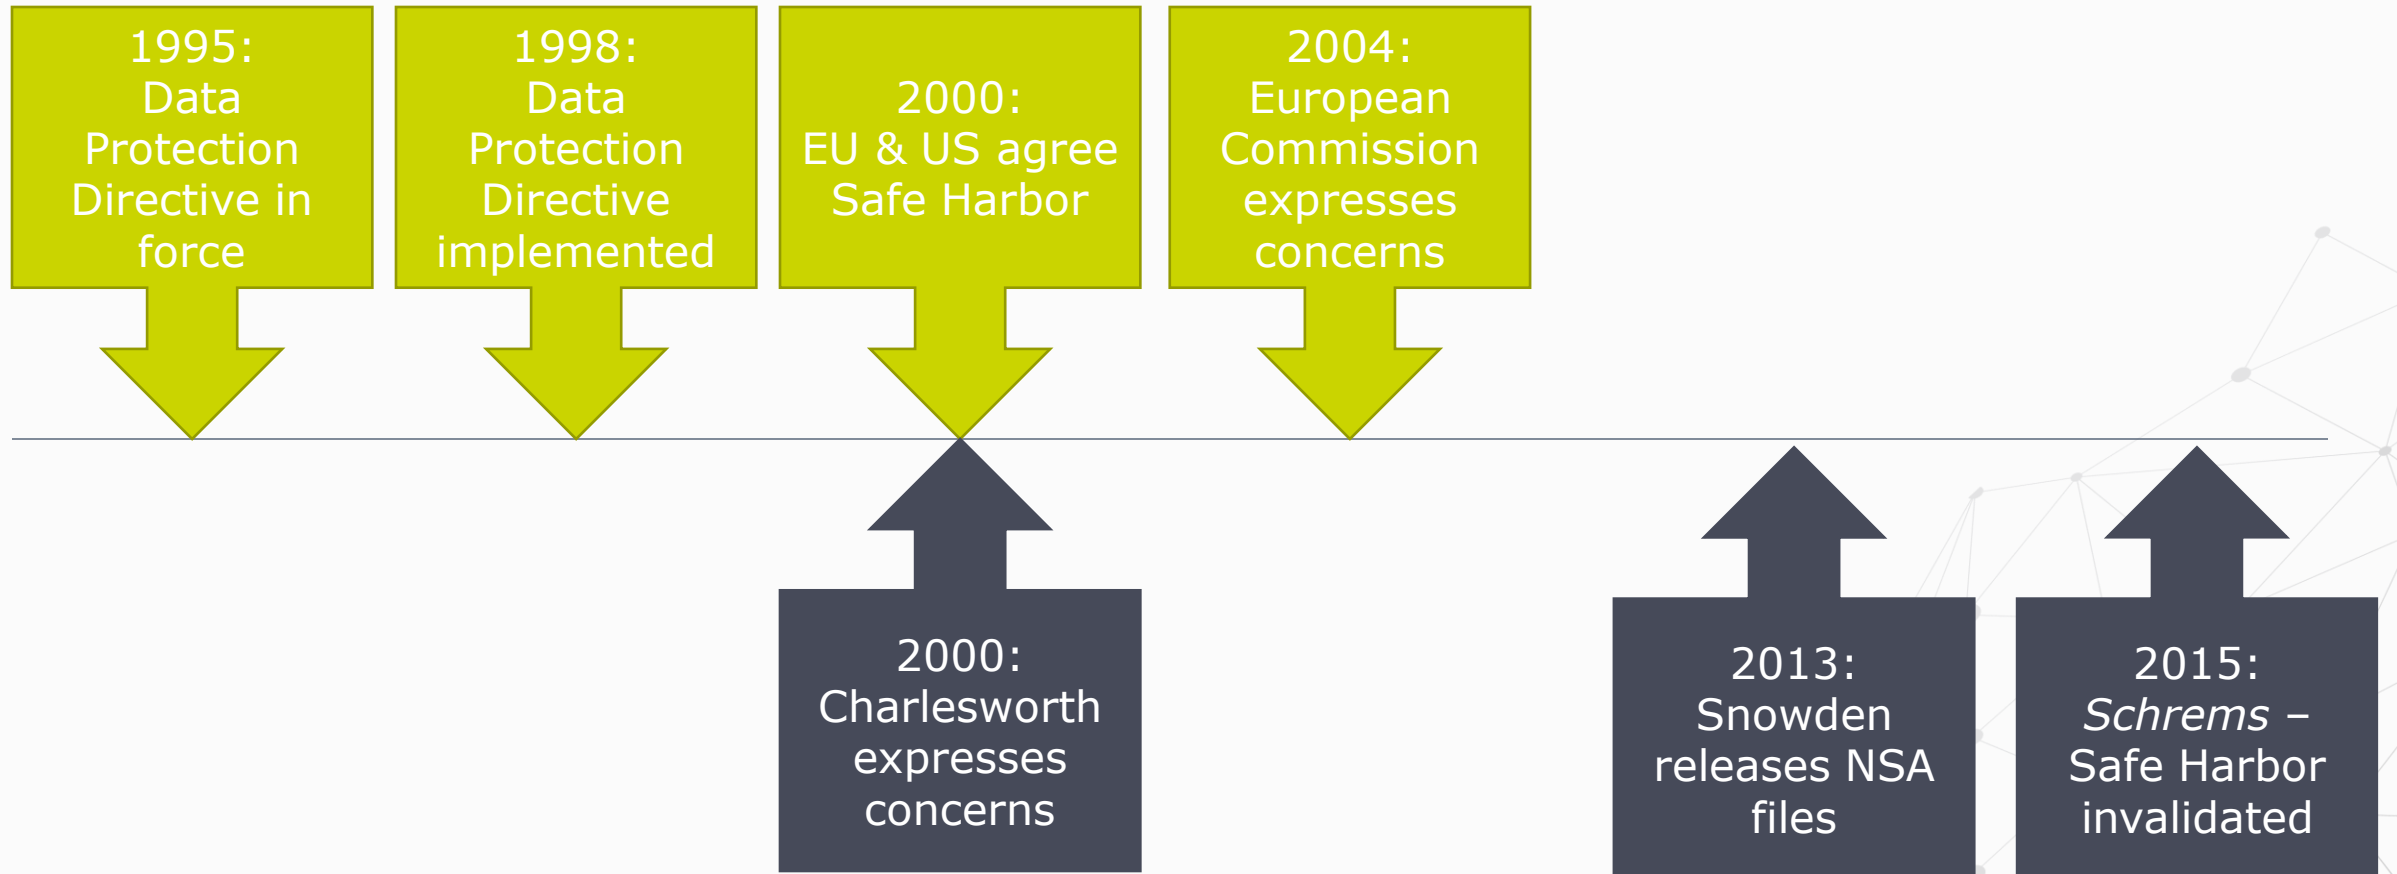 1995:
Data
Protection
Directive in
force
1998:
Data
Protection
Directive
implemented
2000:
EU & US agree
Safe Harbor
2004:
European
Commission
expresses
concerns
2000:
Charlesworth
expresses
concerns
2013:
Snowden
releases NSA
files
2015:
Schrems –
Safe Harbor
invalidated